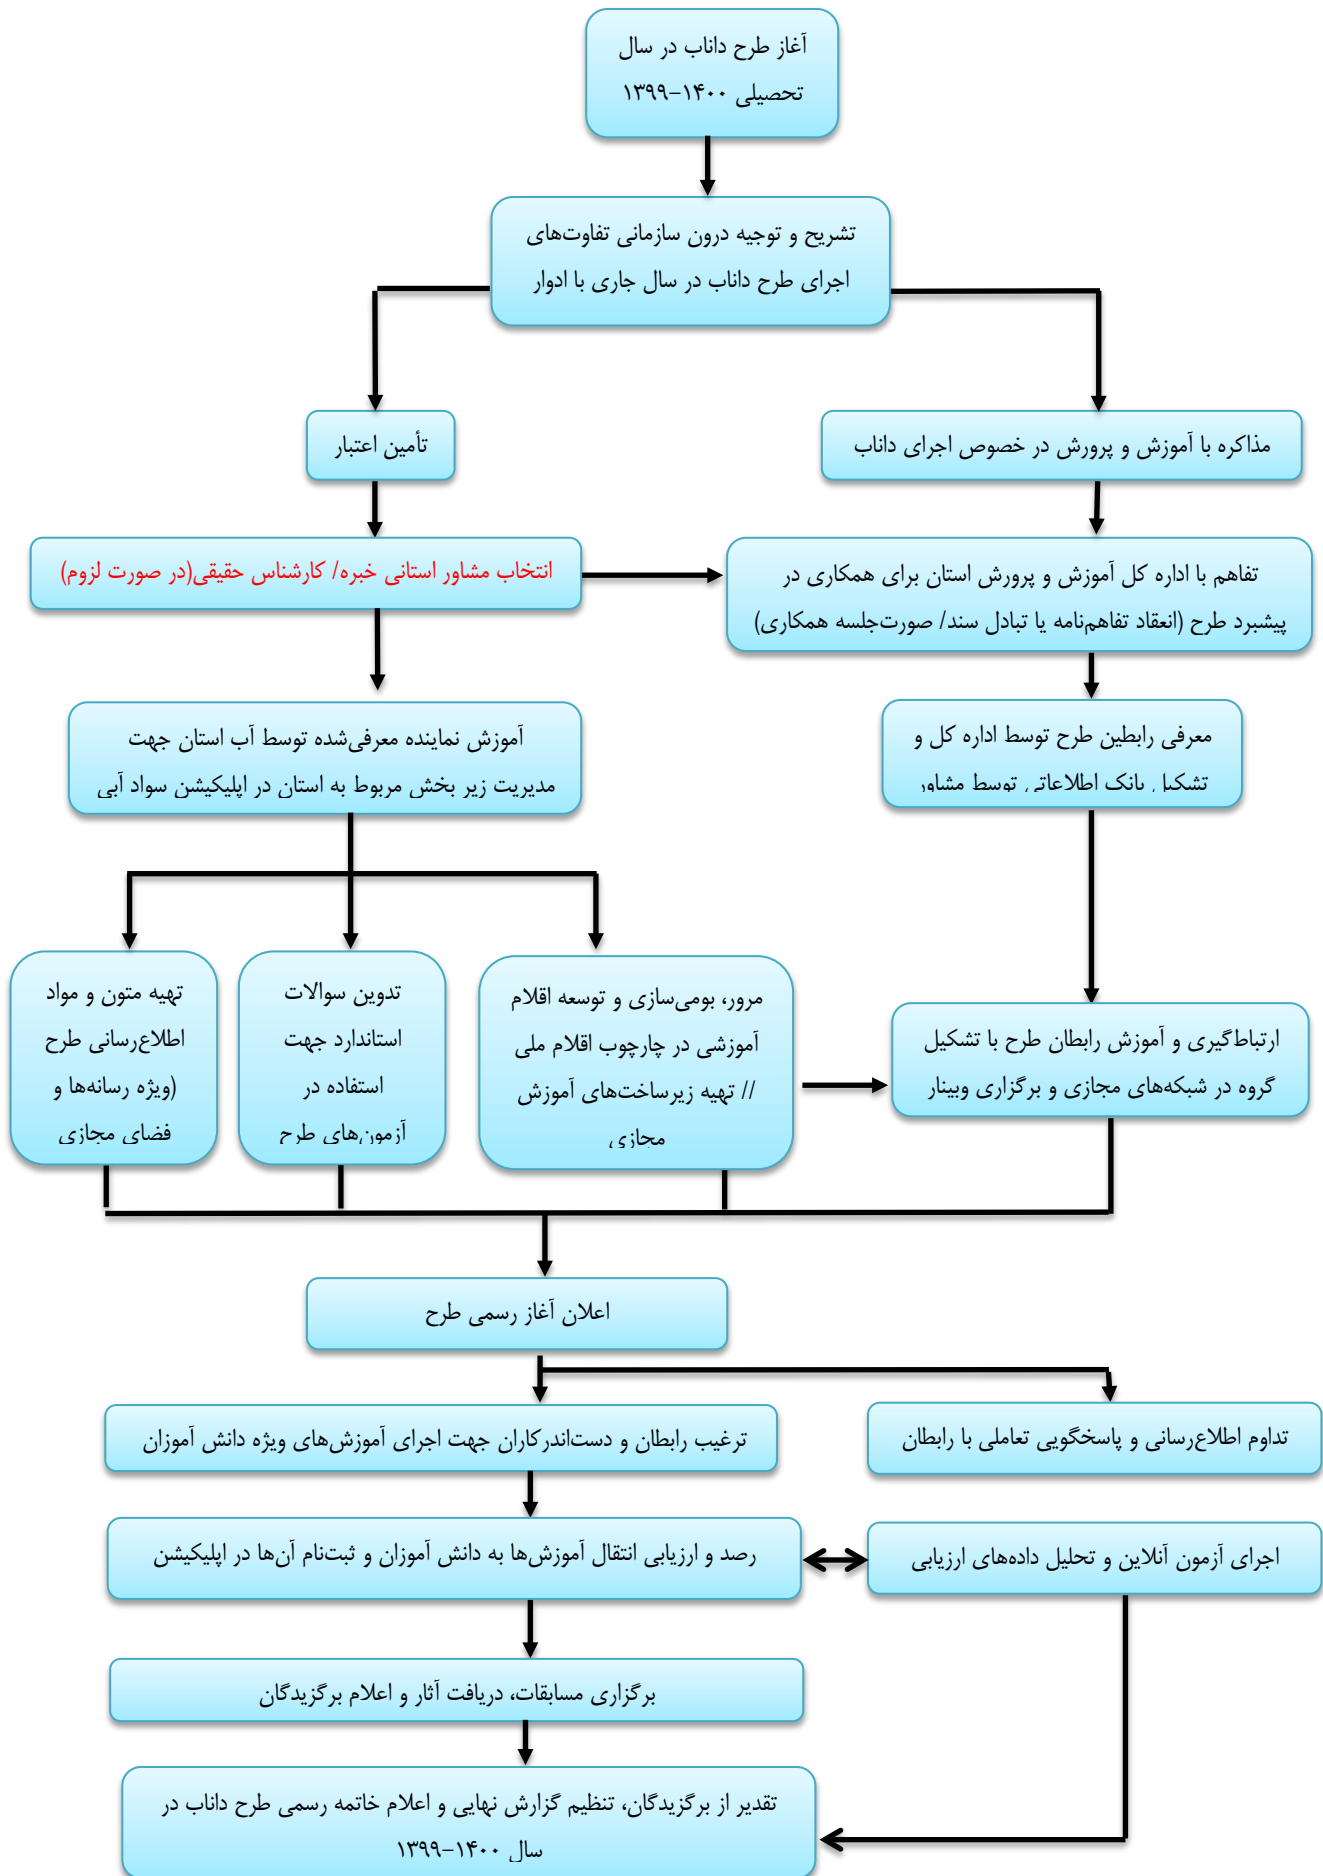 آغاز طرح داناب در سال
تحصیلی ۱۴۰۰-۱۳۹۹
تشریح و توجیه درون سازمانی تفاوت‌های
اجرای طرح داناب در سال جاری با ادوار
مذاکره با آموزش و پرورش در خصوص اجرای داناب
تأمین اعتبار
تفاهم با اداره کل آموزش و پرورش استان برای همکاری در
پیشبرد طرح (انعقاد تفاهم‌نامه یا تبادل سند/ صورت‌جلسه همکاری)
انتخاب مشاور استانی خبره/ کارشناس حقیقی(در صورت لزوم)
معرفی رابطین طرح توسط اداره کل و
تشکیل بانک اطلاعاتی توسط مشاور
آموزش نماینده معرفی‌شده توسط آب استان جهت
مدیریت زیر بخش مربوط به استان در اپلیکیشن سواد آبی
ارتباط‌گیری و آموزش رابطان طرح با تشکیل
گروه در شبکه‌های مجازی و برگزاری وبینار
مرور، بومی‌سازی و توسعه اقلام
آموزشی در چارچوب اقلام ملی
// تهیه زیرساخت‌های آموزش
مجازی
تدوین سوالات
استاندارد جهت
استفاده در
آزمون‌های طرح
تهیه متون و مواد
اطلاع‌رسانی طرح
(ویژه رسانه‌ها و
فضای مجازی
اعلان آغاز رسمی طرح
تداوم اطلاع‌رسانی و پاسخگویی تعاملی با رابطان
ترغیب رابطان و دست‌اندرکاران جهت اجرای آموزش‌های ویژه دانش آموزان
اجرای آزمون آنلاین و تحلیل داده‌های ارزیابی
رصد و ارزیابی انتقال آموزش‌ها به دانش آموزان و ثبت‌نام آن‌ها در اپلیکیشن
برگزاری مسابقات، دریافت آثار و اعلام برگزیدگان
تقدیر از برگزیدگان، تنظیم گزارش نهایی و اعلام خاتمه رسمی طرح داناب در
سال ۱۴۰۰-۱۳۹۹